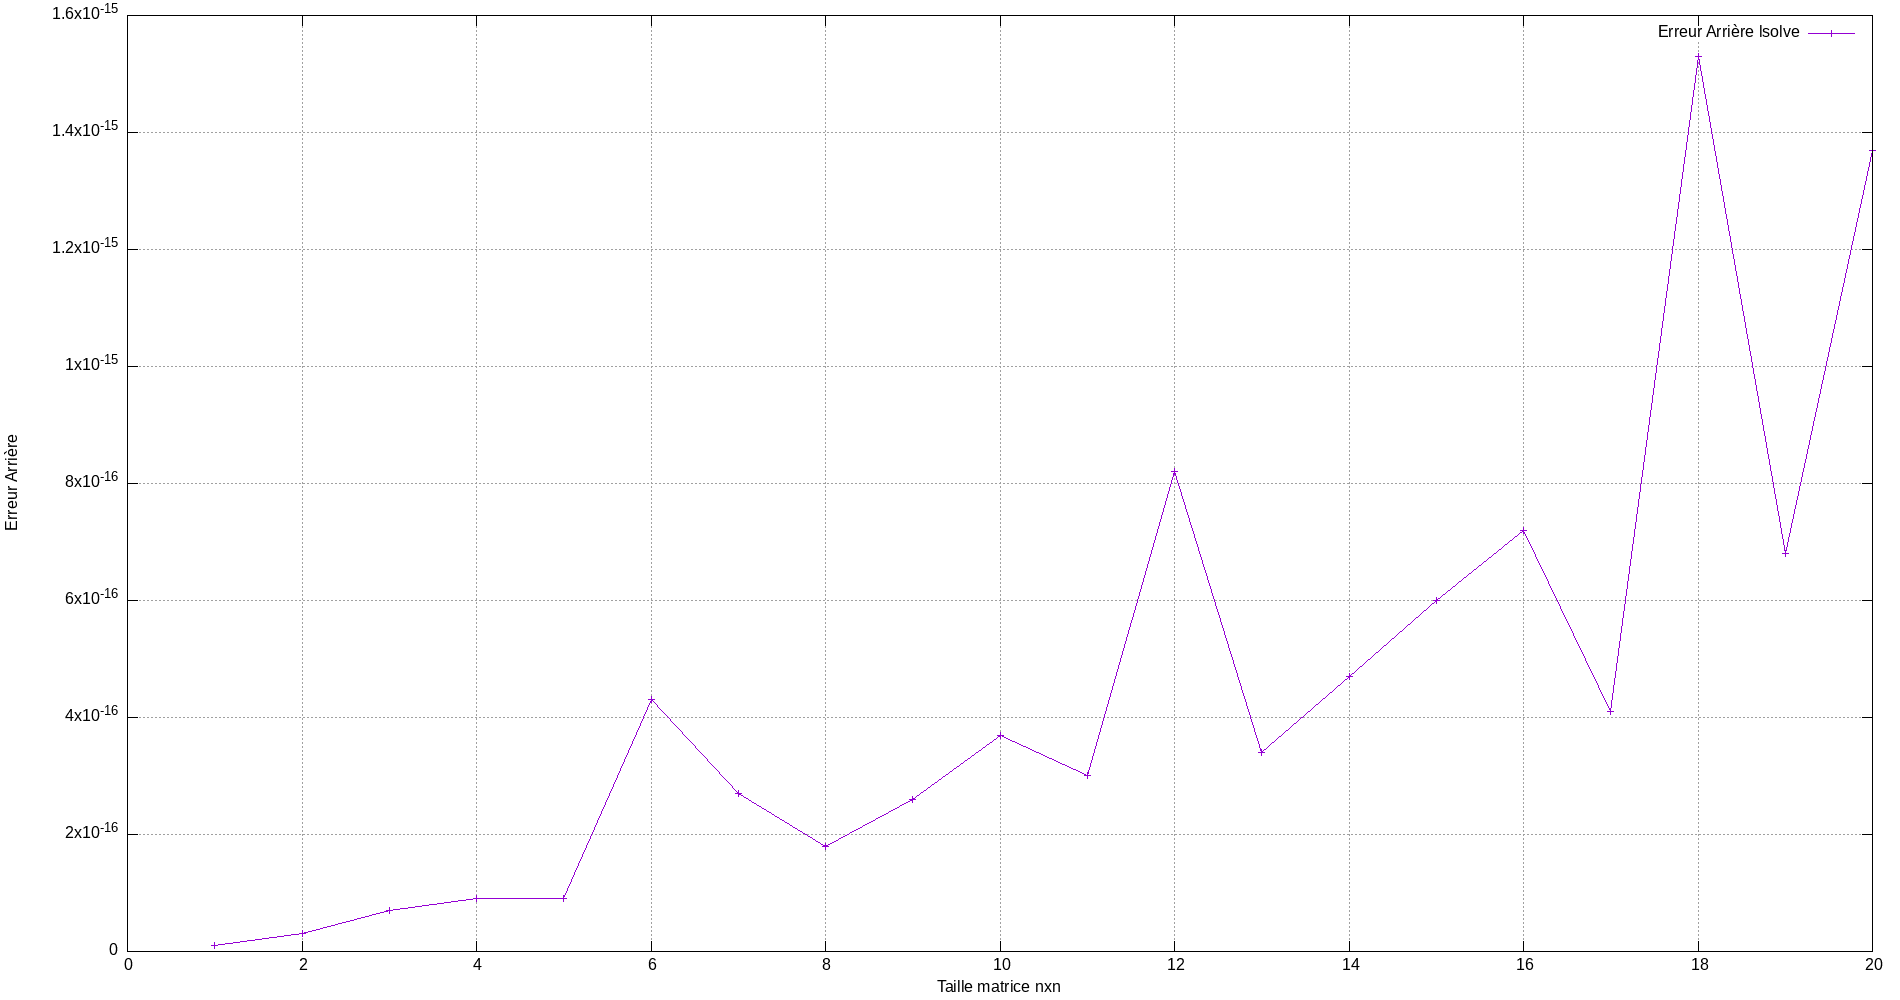 1.6x10-15
Erreur Arrière lsolve
1.4x10-15
1.2x10-15
1x10-15
8x10-16
6x10-16
4x10-16
2x10-16
0
Erreur Arrière
0 2 4 6 8 10 12 14 16 18 20
Taille matrice nxn